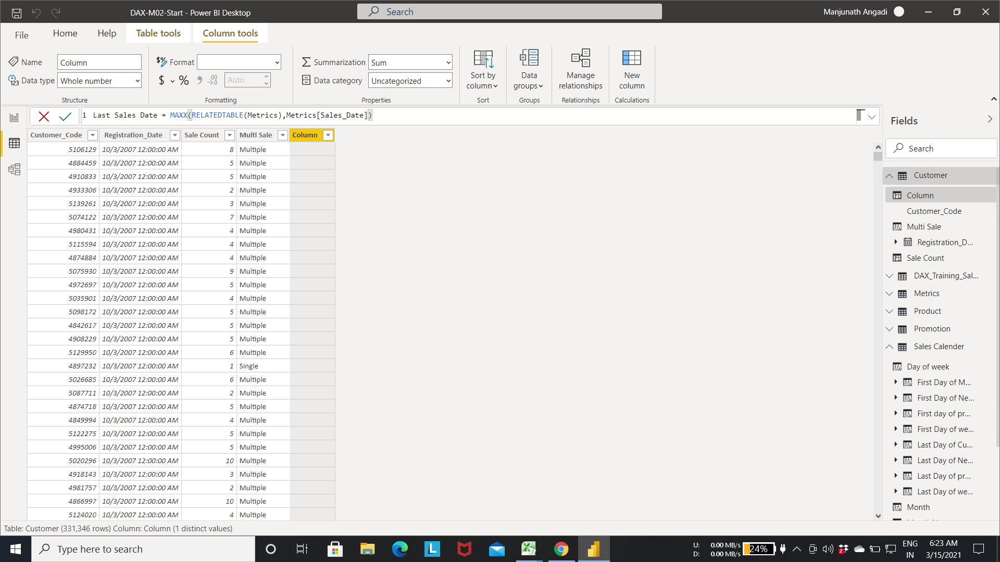 DAX-M02-Start - Power BI Desktop
Search
Manjunath Angadi
File
Home
Help
Table tools
Column tools
Name
Column
Data type
Whole number
Structure
Format
$ % 9 .00
Auto
Formatting
Summarization
Sum
Data category
Uncategorized
Properties
Sort by
column
Sort
Data
groups
Groups
Manage
relationships
Relationships
New
column
Calculations
1 Last Sales Date = MAXX(RELATEDTABLE(Metrics),Metrics[Sales_Date])
Customer_Code Registration_Date Sale Count Multi Sale Column
5106129 10/3/2007 12:00:00 AM 8 Multiple
4884459 10/3/2007 12:00:00 AM 5 Multiple
4910833 10/3/2007 12:00:00 AM 5 Multiple
4933306 10/3/2007 12:00:00 AM 2 Multiple
5139261 10/3/2007 12:00:00 AM 3 Multiple
5074122 10/3/2007 12:00:00 AM 7 Multiple
4980431 10/3/2007 12:00:00 AM 4 Multiple
5115594 10/3/2007 12:00:00 AM 4 Multiple
4874884 10/3/2007 12:00:00 AM 4 Multiple
5075930 10/3/2007 12:00:00 AM 9 Multiple
4972697 10/3/2007 12:00:00 AM 5 Multiple
5035901 10/3/2007 12:00:00 AM 4 Multiple
5098172 10/3/2007 12:00:00 AM 5 Multiple
4842617 10/3/2007 12:00:00 AM 5 Multiple
4908229 10/3/2007 12:00:00 AM 5 Multiple
5129950 10/3/2007 12:00:00 AM 6 Multiple
4897232 10/3/2007 12:00:00 AM 1 Single
5026685 10/3/2007 12:00:00 AM 6 Multiple
5087711 10/3/2007 12:00:00 AM 2 Multiple
4874718 10/3/2007 12:00:00 AM 5 Multiple
4849994 10/3/2007 12:00:00 AM 4 Multiple
5122275 10/3/2007 12:00:00 AM 5 Multiple
4995006 10/3/2007 12:00:00 AM 5 Multiple
5020296 10/3/2007 12:00:00 AM 10 Multiple
4918143 10/3/2007 12:00:00 AM 3 Multiple
4981757 10/3/2007 12:00:00 AM 2 Multiple
4866997 10/3/2007 12:00:00 AM 10 Multiple
5124020 10/3/2007 12:00:00 AM 4 Multiple
Fields
Search
Customer
Column
Customer_Code
Multi Sale
Registration_D...
Sale Count
DAX_Training_Sal...
Metrics
Product
Promotion
Sales Calender
Day of week
First Day of M...
First Day of Ne...
First day of pr...
First Day of we...
Last Day of Cu...
Last Day of Ne...
Last Day of pr...
Last Day of we...
Month
Table: Customer (331,346 rows) Column: Column (1 distinct values)
Type here to search
U: 0.00 MB/s
D: 0.00 MB/s
24%
2
ENG
IN
6:23 AM
3/15/2021